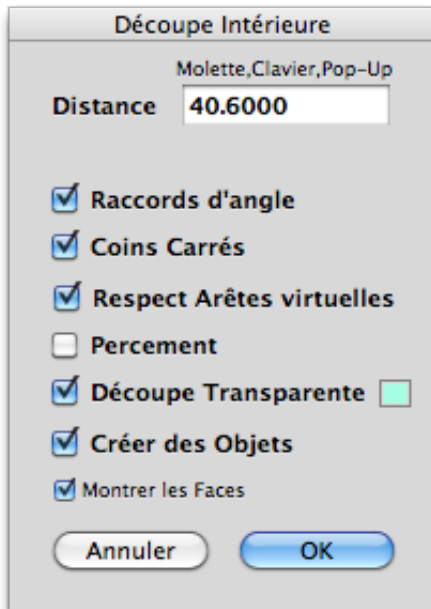 Découpe Intérieure
Molette,Clavier,Pop-Up
Distance 40.6000
Raccords d'angle
Coins Carrés
Respect Arêtes virtuelles
Percement
Découpe Transparente
Créer des Objets
Montrer les Faces
Annuler OK